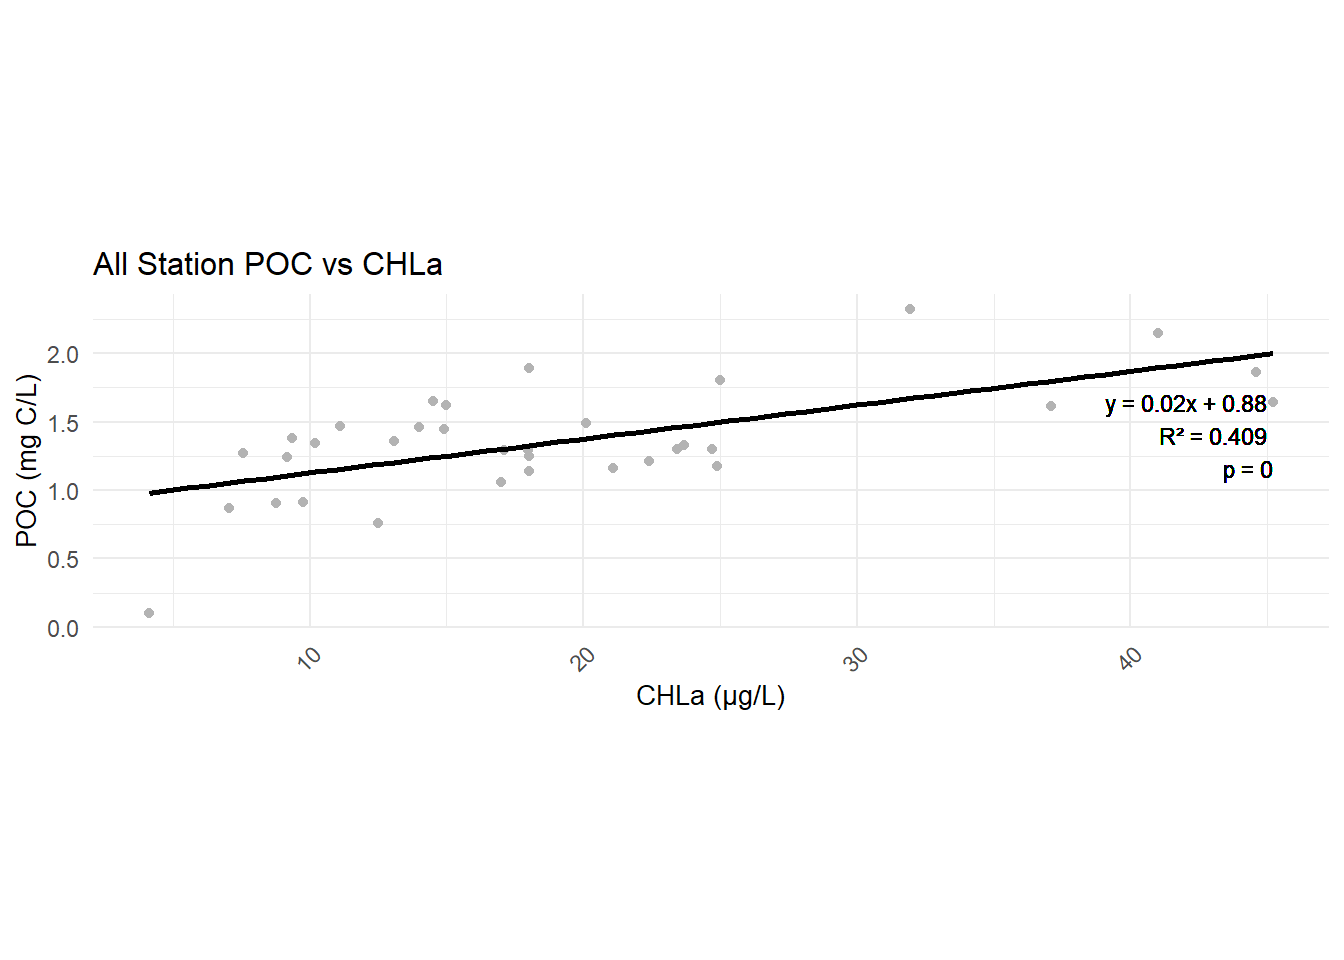 All Station POC vs CHLa
POC (mg C/L)
2.0
1.5
1.0
0.5
0.0
y = 0.02x + 0.88
R² = 0.409
p = 0
10
20
30
40
CHLa (µg/L)